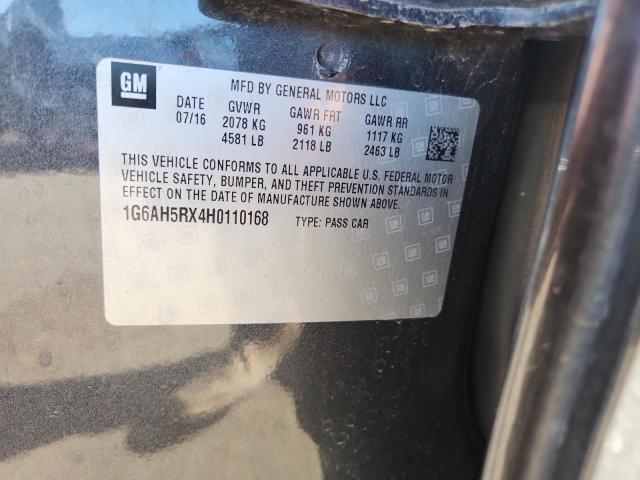 GM
MFD BY GENERAL MOTORS LLC
DATE GVWR GAWR FRT GAWR RR
07/16 2078 KG 961 KG 1117 KG
4581 LB 2118 LB 2463 LB
THIS VEHICLE CONFORMS TO ALL APPLICABLE U.S. FEDERAL MOTOR
VEHICLE SAFETY, BUMPER, AND THEFT PREVENTION STANDARDS IN
EFFECT ON THE DATE OF MANUFACTURE SHOWN ABOVE.
1G6AH5RX4H0110168 TYPE: PASS CAR